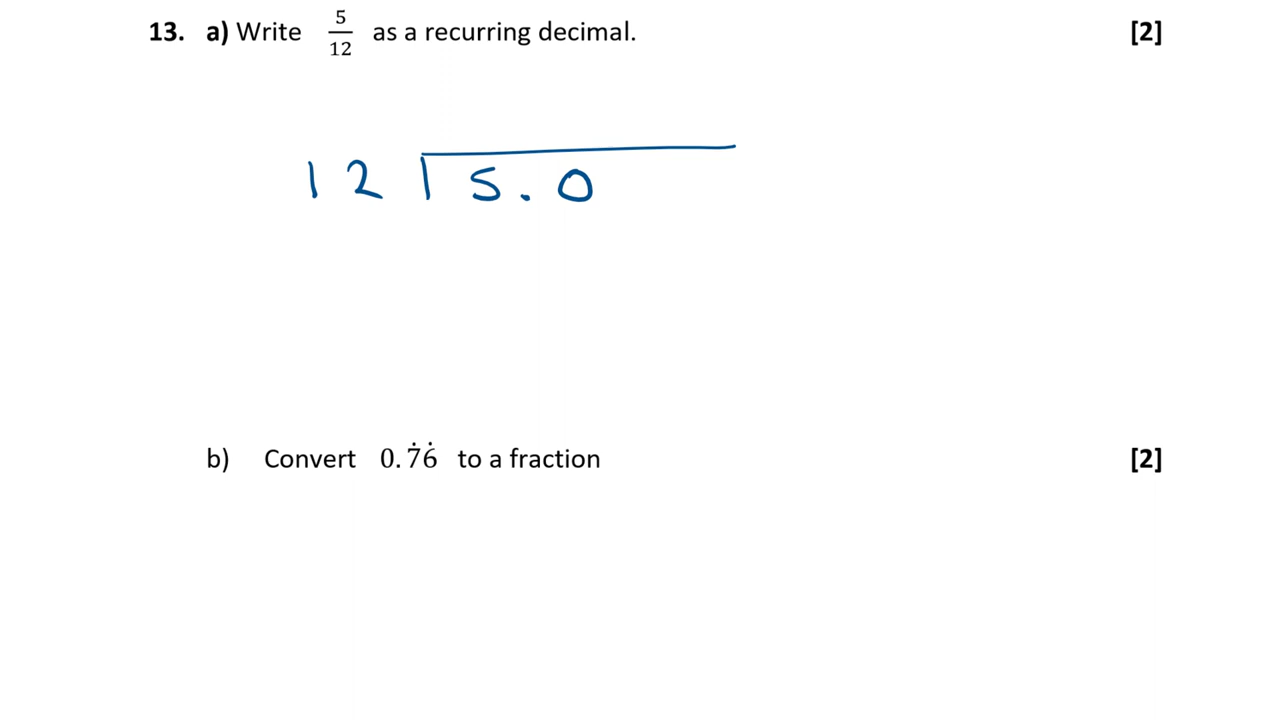 13. a) Write 5/12 as a recurring decimal. [2]
12 | 5.0
b) Convert 0.7̇6̇ to a fraction [2]